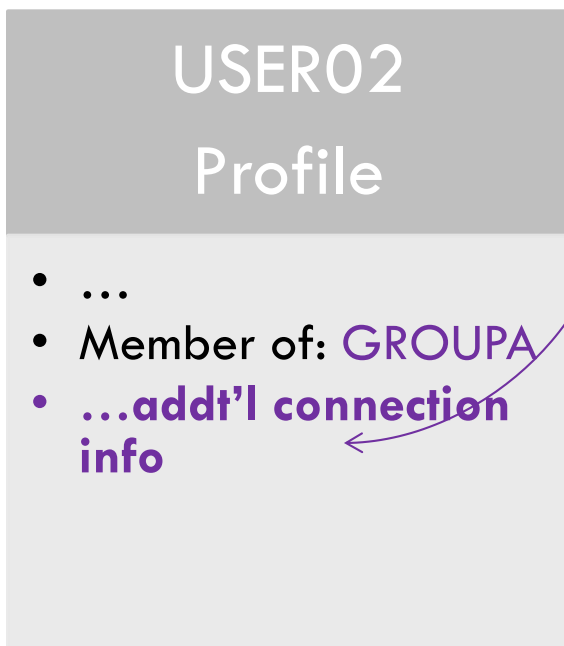 USER02
Profile
• ...
• Member of: GROUPA
• ...addt’l connection
info